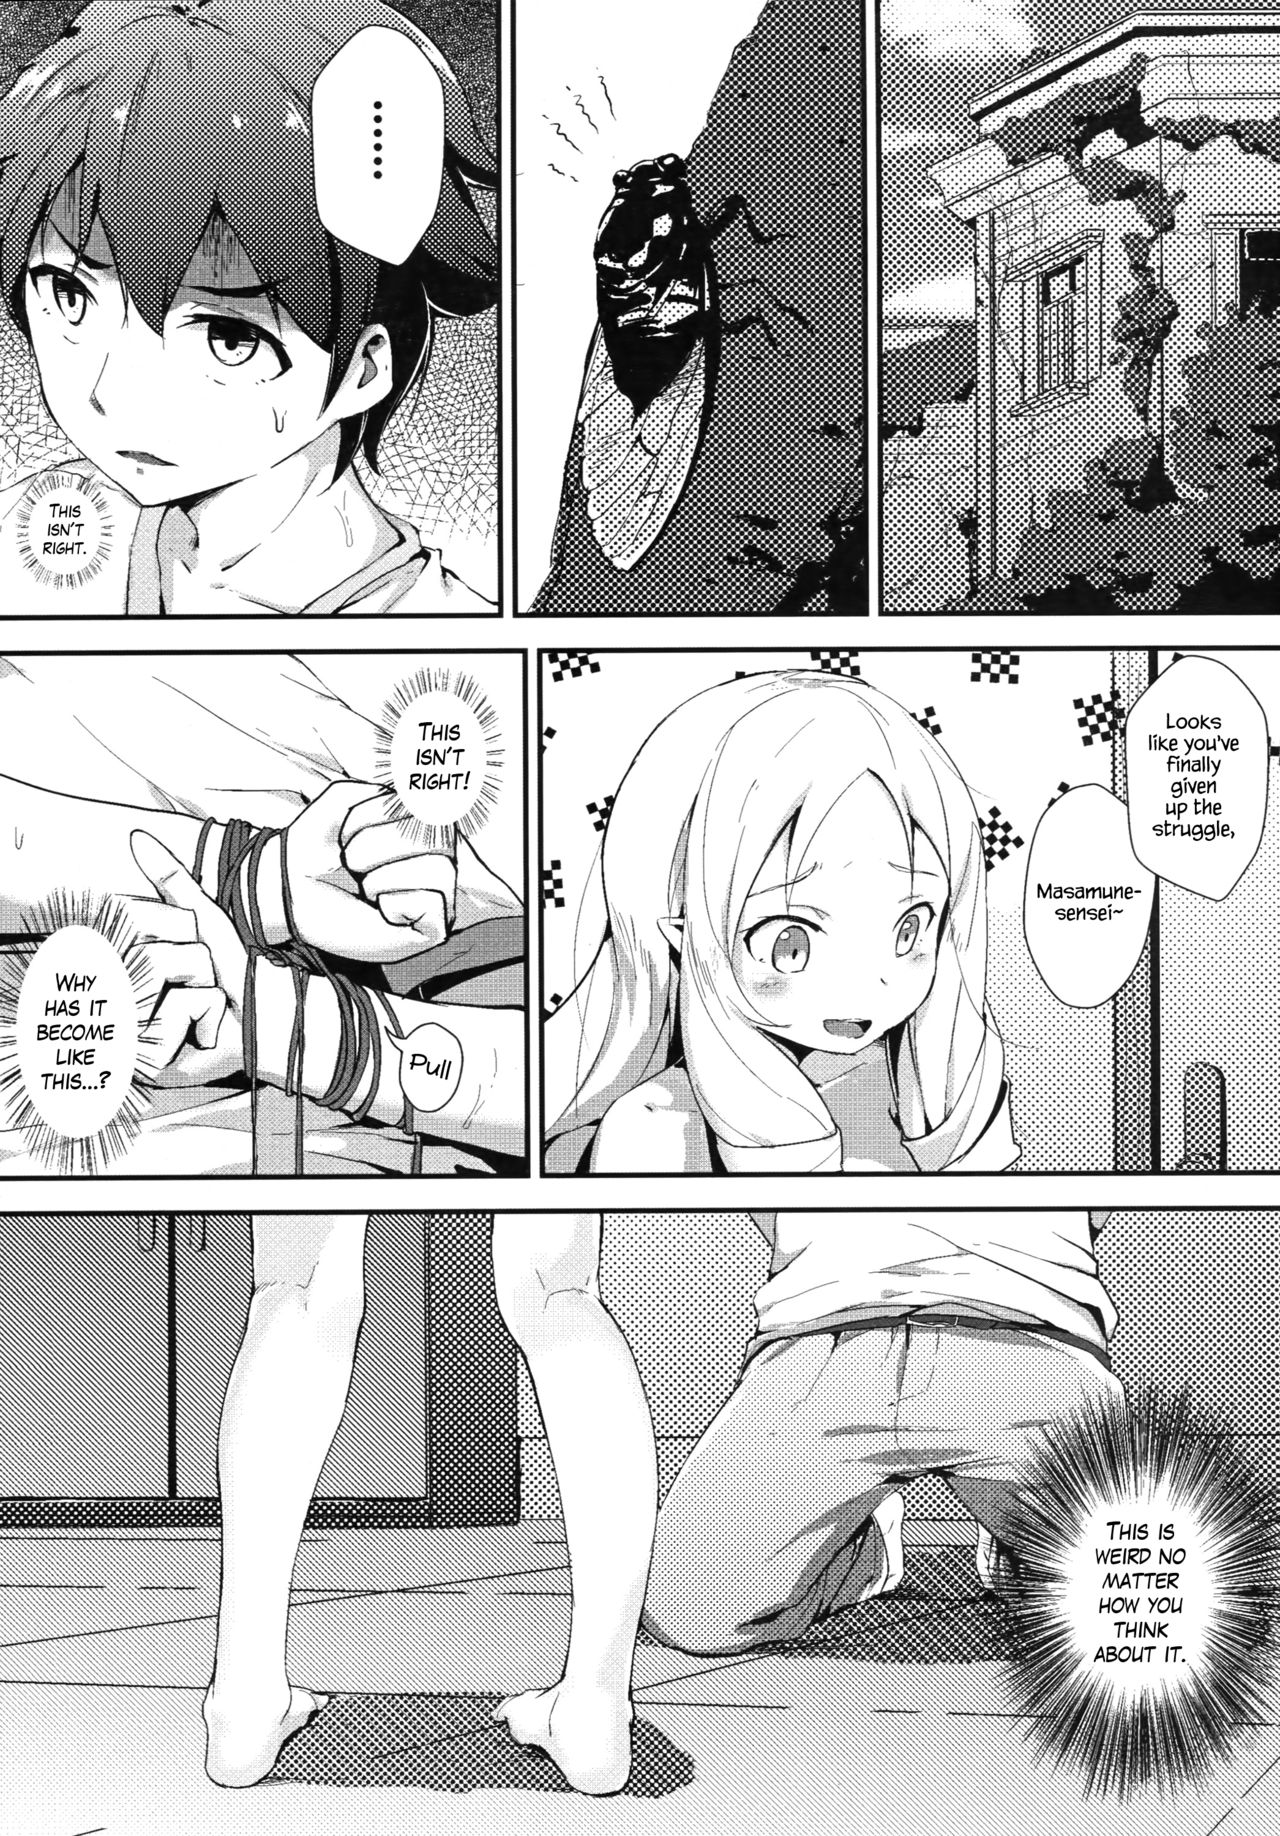 ......
THIS
ISN'T
RIGHT.
Looks
like you've
finally
given
up the
struggle,
Masamune-
sensei~
THIS
ISN'T
RIGHT!
WHY
HAS IT
BECOME
LIKE
THIS...?
Pull
THIS IS
WEIRD NO
MATTER
HOW YOU
THINK
ABOUT IT.